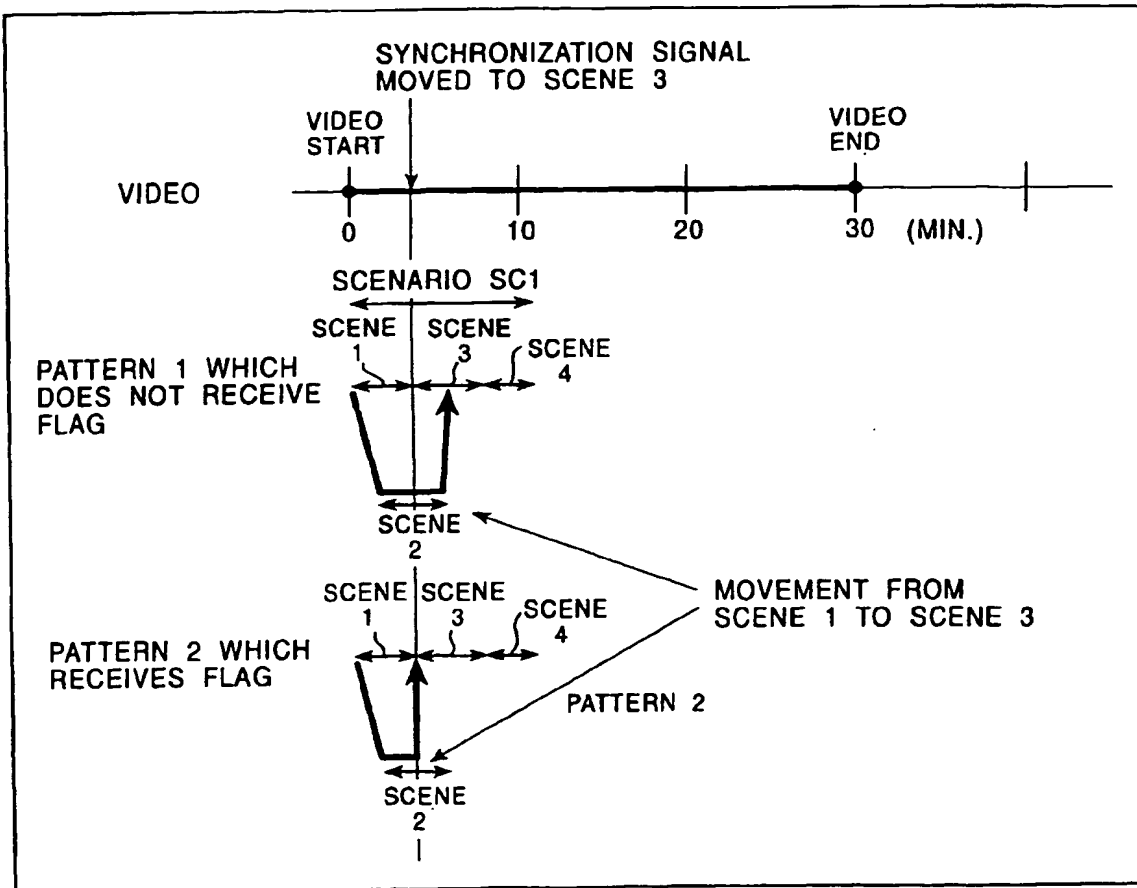 SYNCHRONIZATION SIGNAL
MOVED TO SCENE 3
VIDEO
START
VIDEO
END
VIDEO
0
10
20
30
(MIN.)
SCENARIO SC1
SCENE
1
SCENE
3
SCENE
4
PATTERN 1 WHICH
DOES NOT RECEIVE
FLAG
SCENE
2
SCENE
1
SCENE
3
SCENE
4
MOVEMENT FROM
SCENE 1 TO SCENE 3
PATTERN 2 WHICH
RECEIVES FLAG
PATTERN 2
SCENE
2